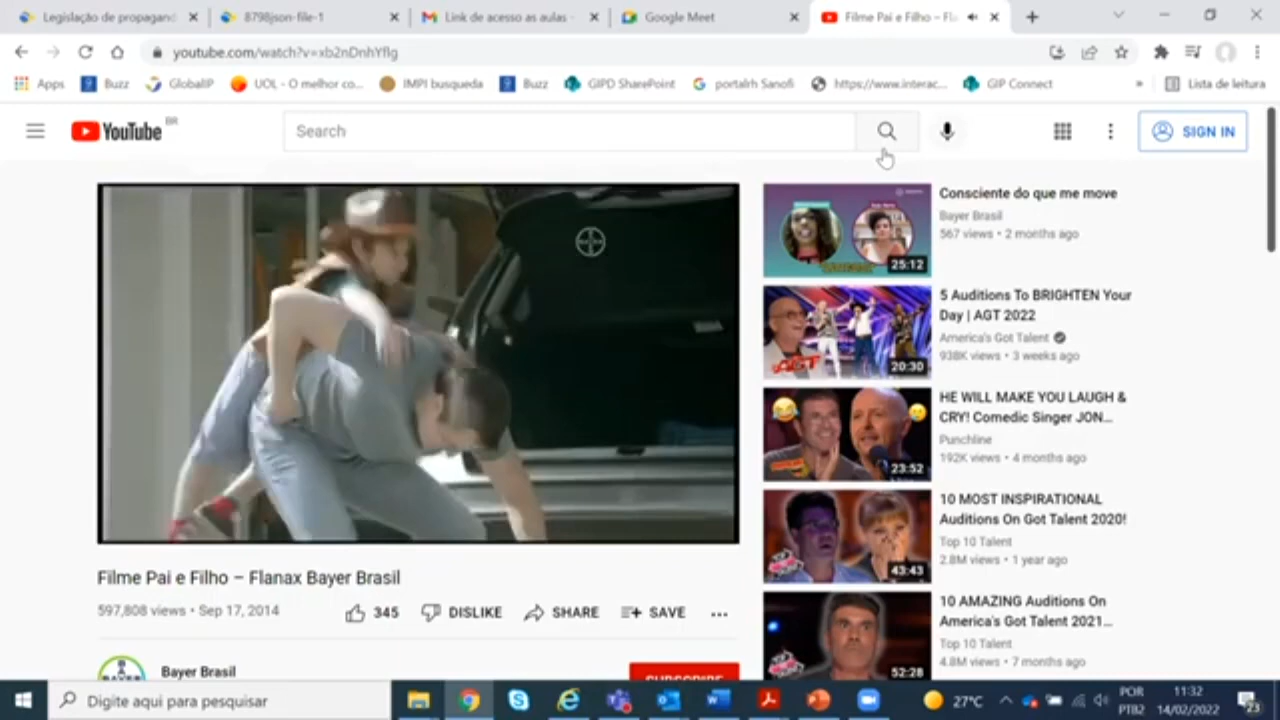 Legislação de propagand
8798json-file-1
Link de acesso as aulas -
Google Meet
Filme Pai e Filho – Fla
youtube.com/watch?v=xb2nDnhYflg
Apps
Buzz
GlobalIP
UOL - O melhor co...
IMPI busqueda
Buzz
GIPD SharePoint
portalrh Sanofi
https://www.interac...
GIP Connect
»
Lista de leitura
YouTube BR
Search
SIGN IN
Consciente do que me move
Bayer Brasil
567 views • 2 months ago
25:12
5 Auditions To BRIGHTEN Your
Day | AGT 2022
America's Got Talent
938K views • 3 weeks ago
AGT
20:30
HE WILL MAKE YOU LAUGH &
CRY! Comedic Singer JON...
Punchline
192K views • 4 months ago
23:52
10 MOST INSPIRATIONAL
Auditions On Got Talent 2020!
Top 10 Talent
2.8M views • 1 year ago
43:43
10 AMAZING Auditions On
America's Got Talent 2021...
Top 10 Talent
4.8M views • 7 months ago
52:28
Filme Pai e Filho – Flanax Bayer Brasil
597,808 views • Sep 17, 2014
345
DISLIKE
SHARE
SAVE
Bayer Brasil
SUBSCRIBE
Digite aqui para pesquisar
27°C
POR
PTB2
11:32
14/02/2022
23